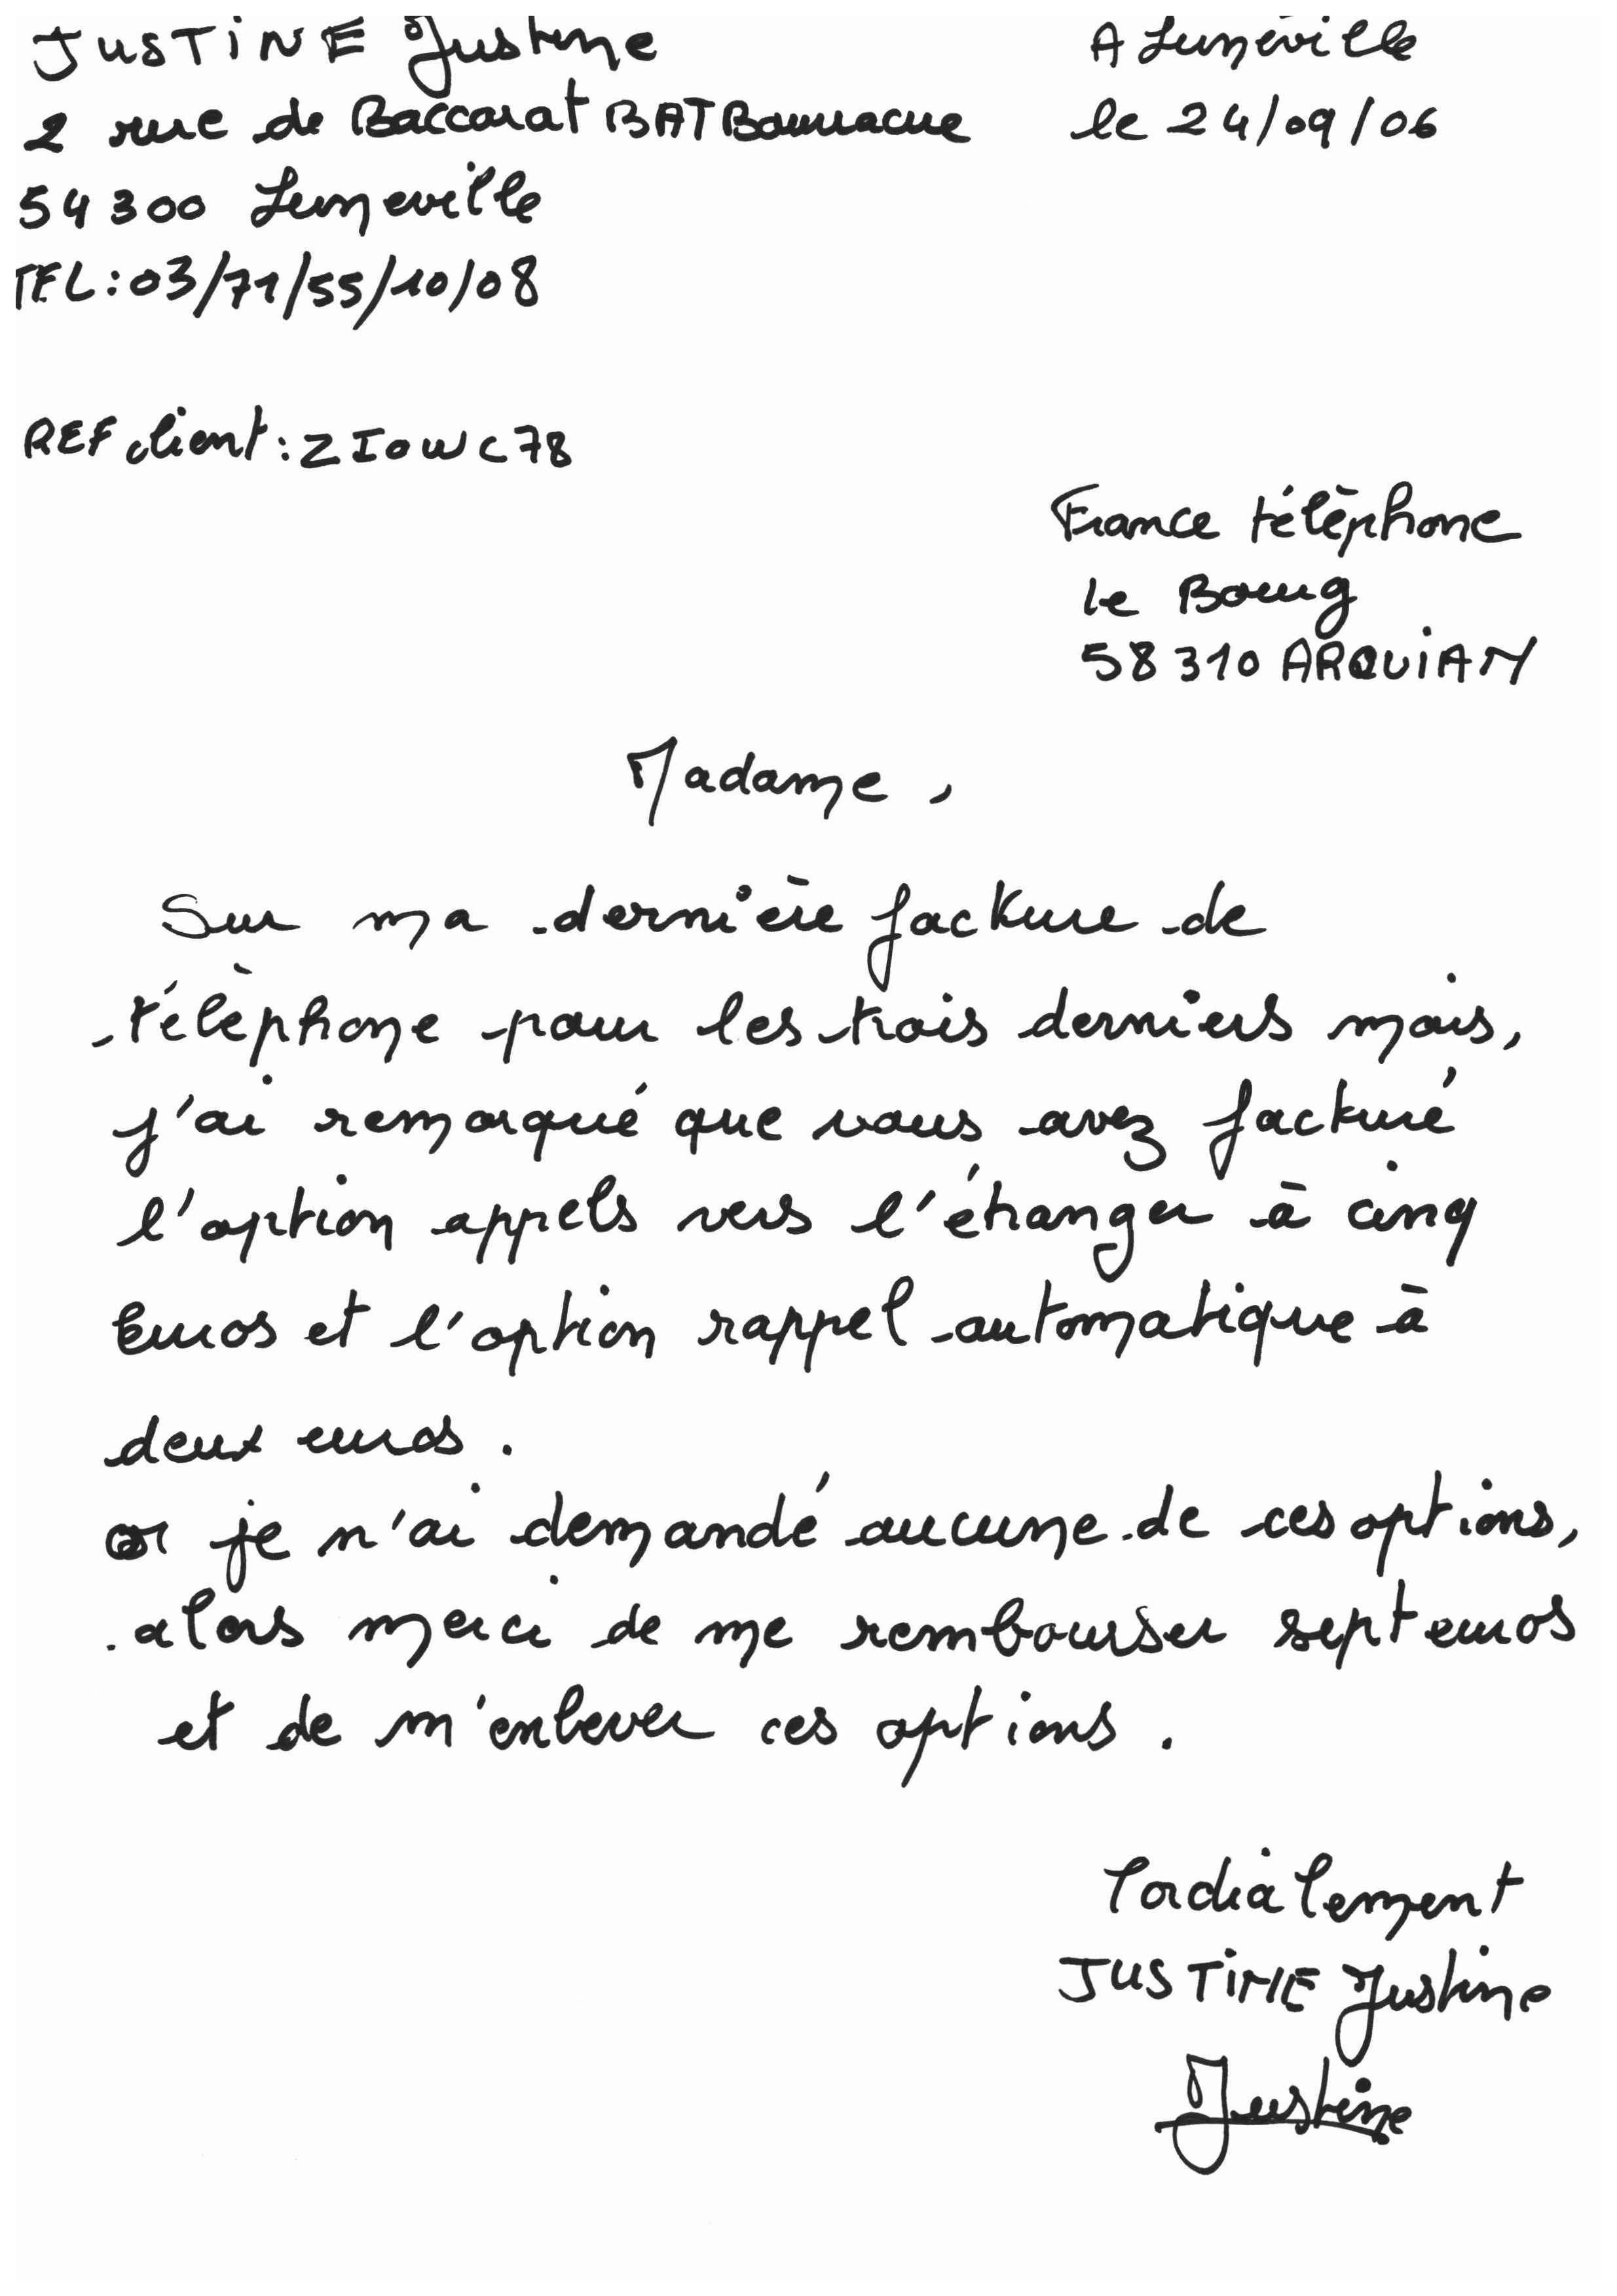 JUSTINE Justine
A Lunéville
2 rue de Baccarat BAT Bournacue
le 24/09/06
54300 Luneville
TEL : 03/71/55/10/08
REF client : ZIOWC78
France téléphone
le Bourg
58310 ARQUIAN
Madame,
Sur ma dernière facture de
téléphone pour les trois derniers mois,
j'ai remarqué que vous avez facturé
l'option appels vers l'étranger à cinq
Euros et l'option rappel automatique à
deux euros.
or je n'ai demandé aucune de ces options,
alors merci de me rembourser sept euros
et de m'enlever ces options.
Cordialement
JUSTINE Justine
Justine